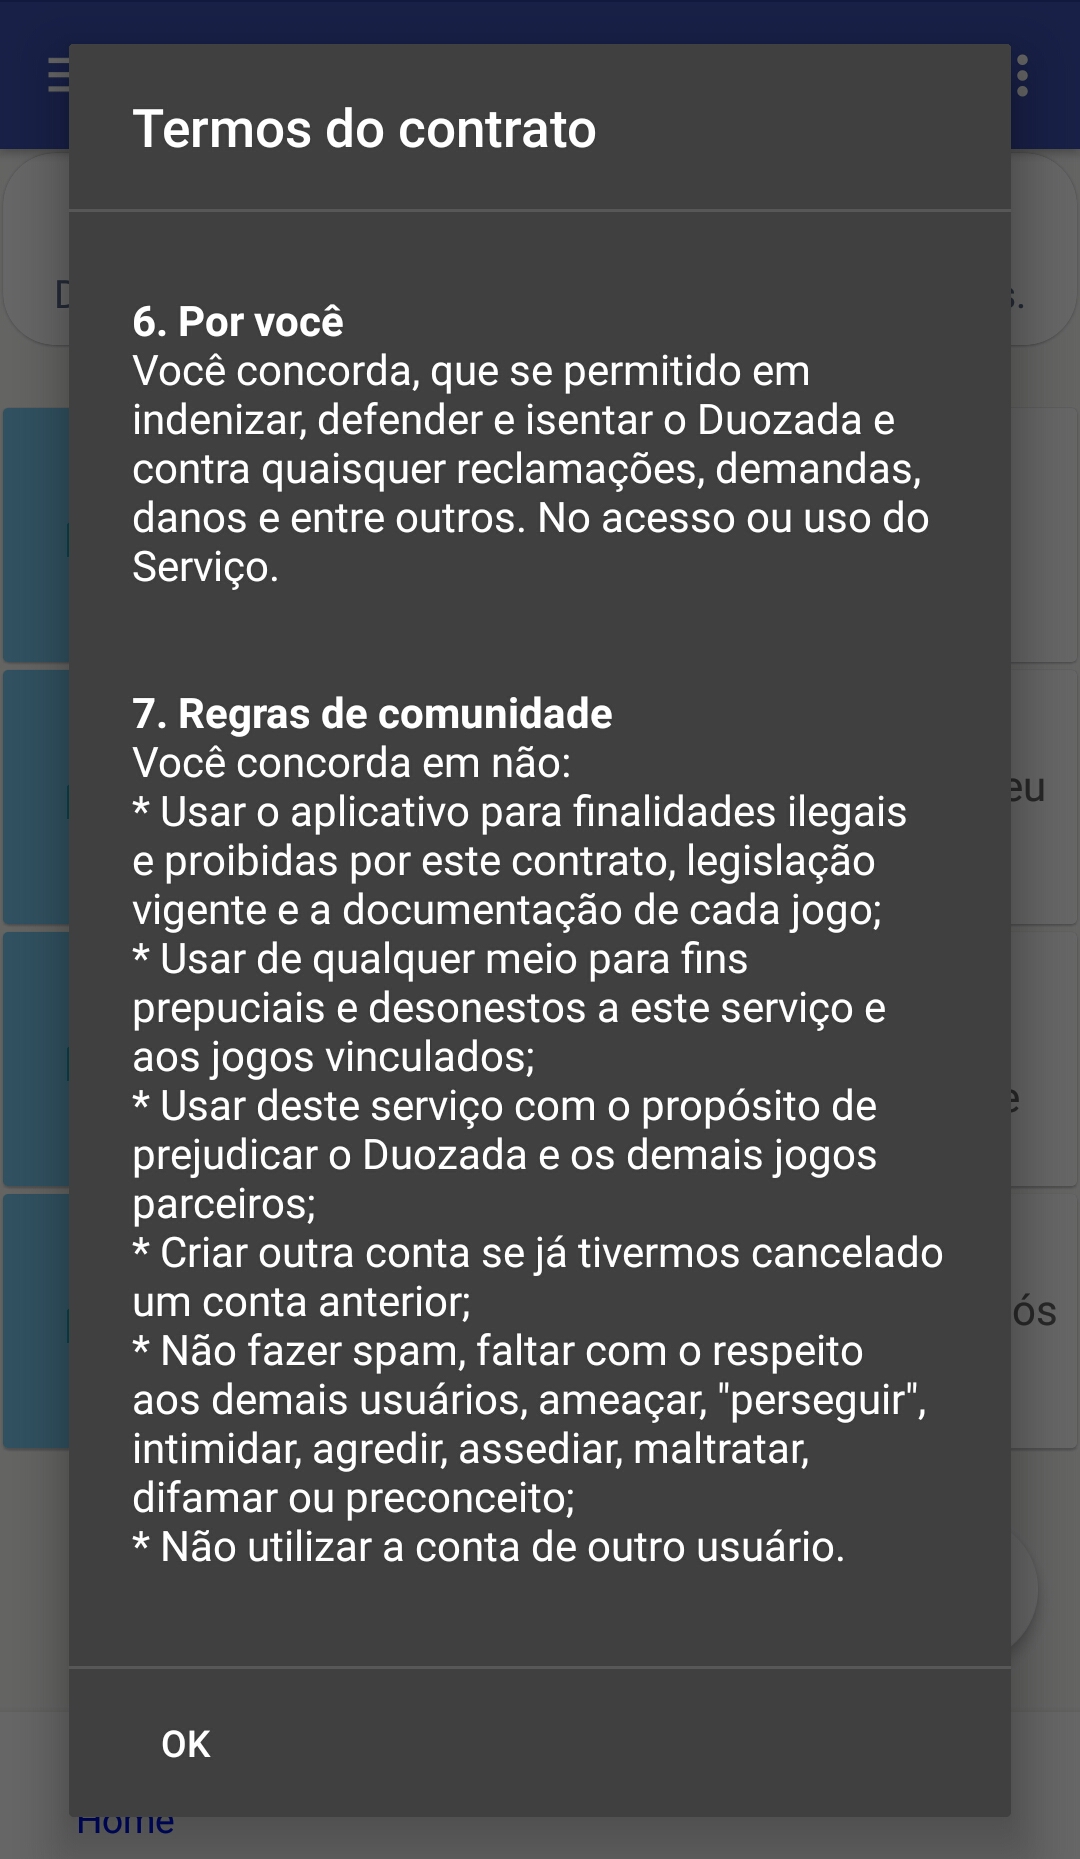 Termos do contrato
6. Por você
Você concorda, que se permitido em
indenizar, defender e isentar o Duozada e
contra quaisquer reclamações, demandas,
danos e entre outros. No acesso ou uso do
Serviço.
7. Regras de comunidade
Você concorda em não:
* Usar o aplicativo para finalidades ilegais
e proibidas por este contrato, legislação
vigente e a documentação de cada jogo;
* Usar de qualquer meio para fins
prepuciais e desonestos a este serviço e
aos jogos vinculados;
* Usar deste serviço com o propósito de
prejudicar o Duozada e os demais jogos
parceiros;
* Criar outra conta se já tivermos cancelado
um conta anterior;
* Não fazer spam, faltar com o respeito
aos demais usuários, ameaçar, "perseguir",
intimidar, agredir, assediar, maltratar,
difamar ou preconceito;
* Não utilizar a conta de outro usuário.
OK
Home